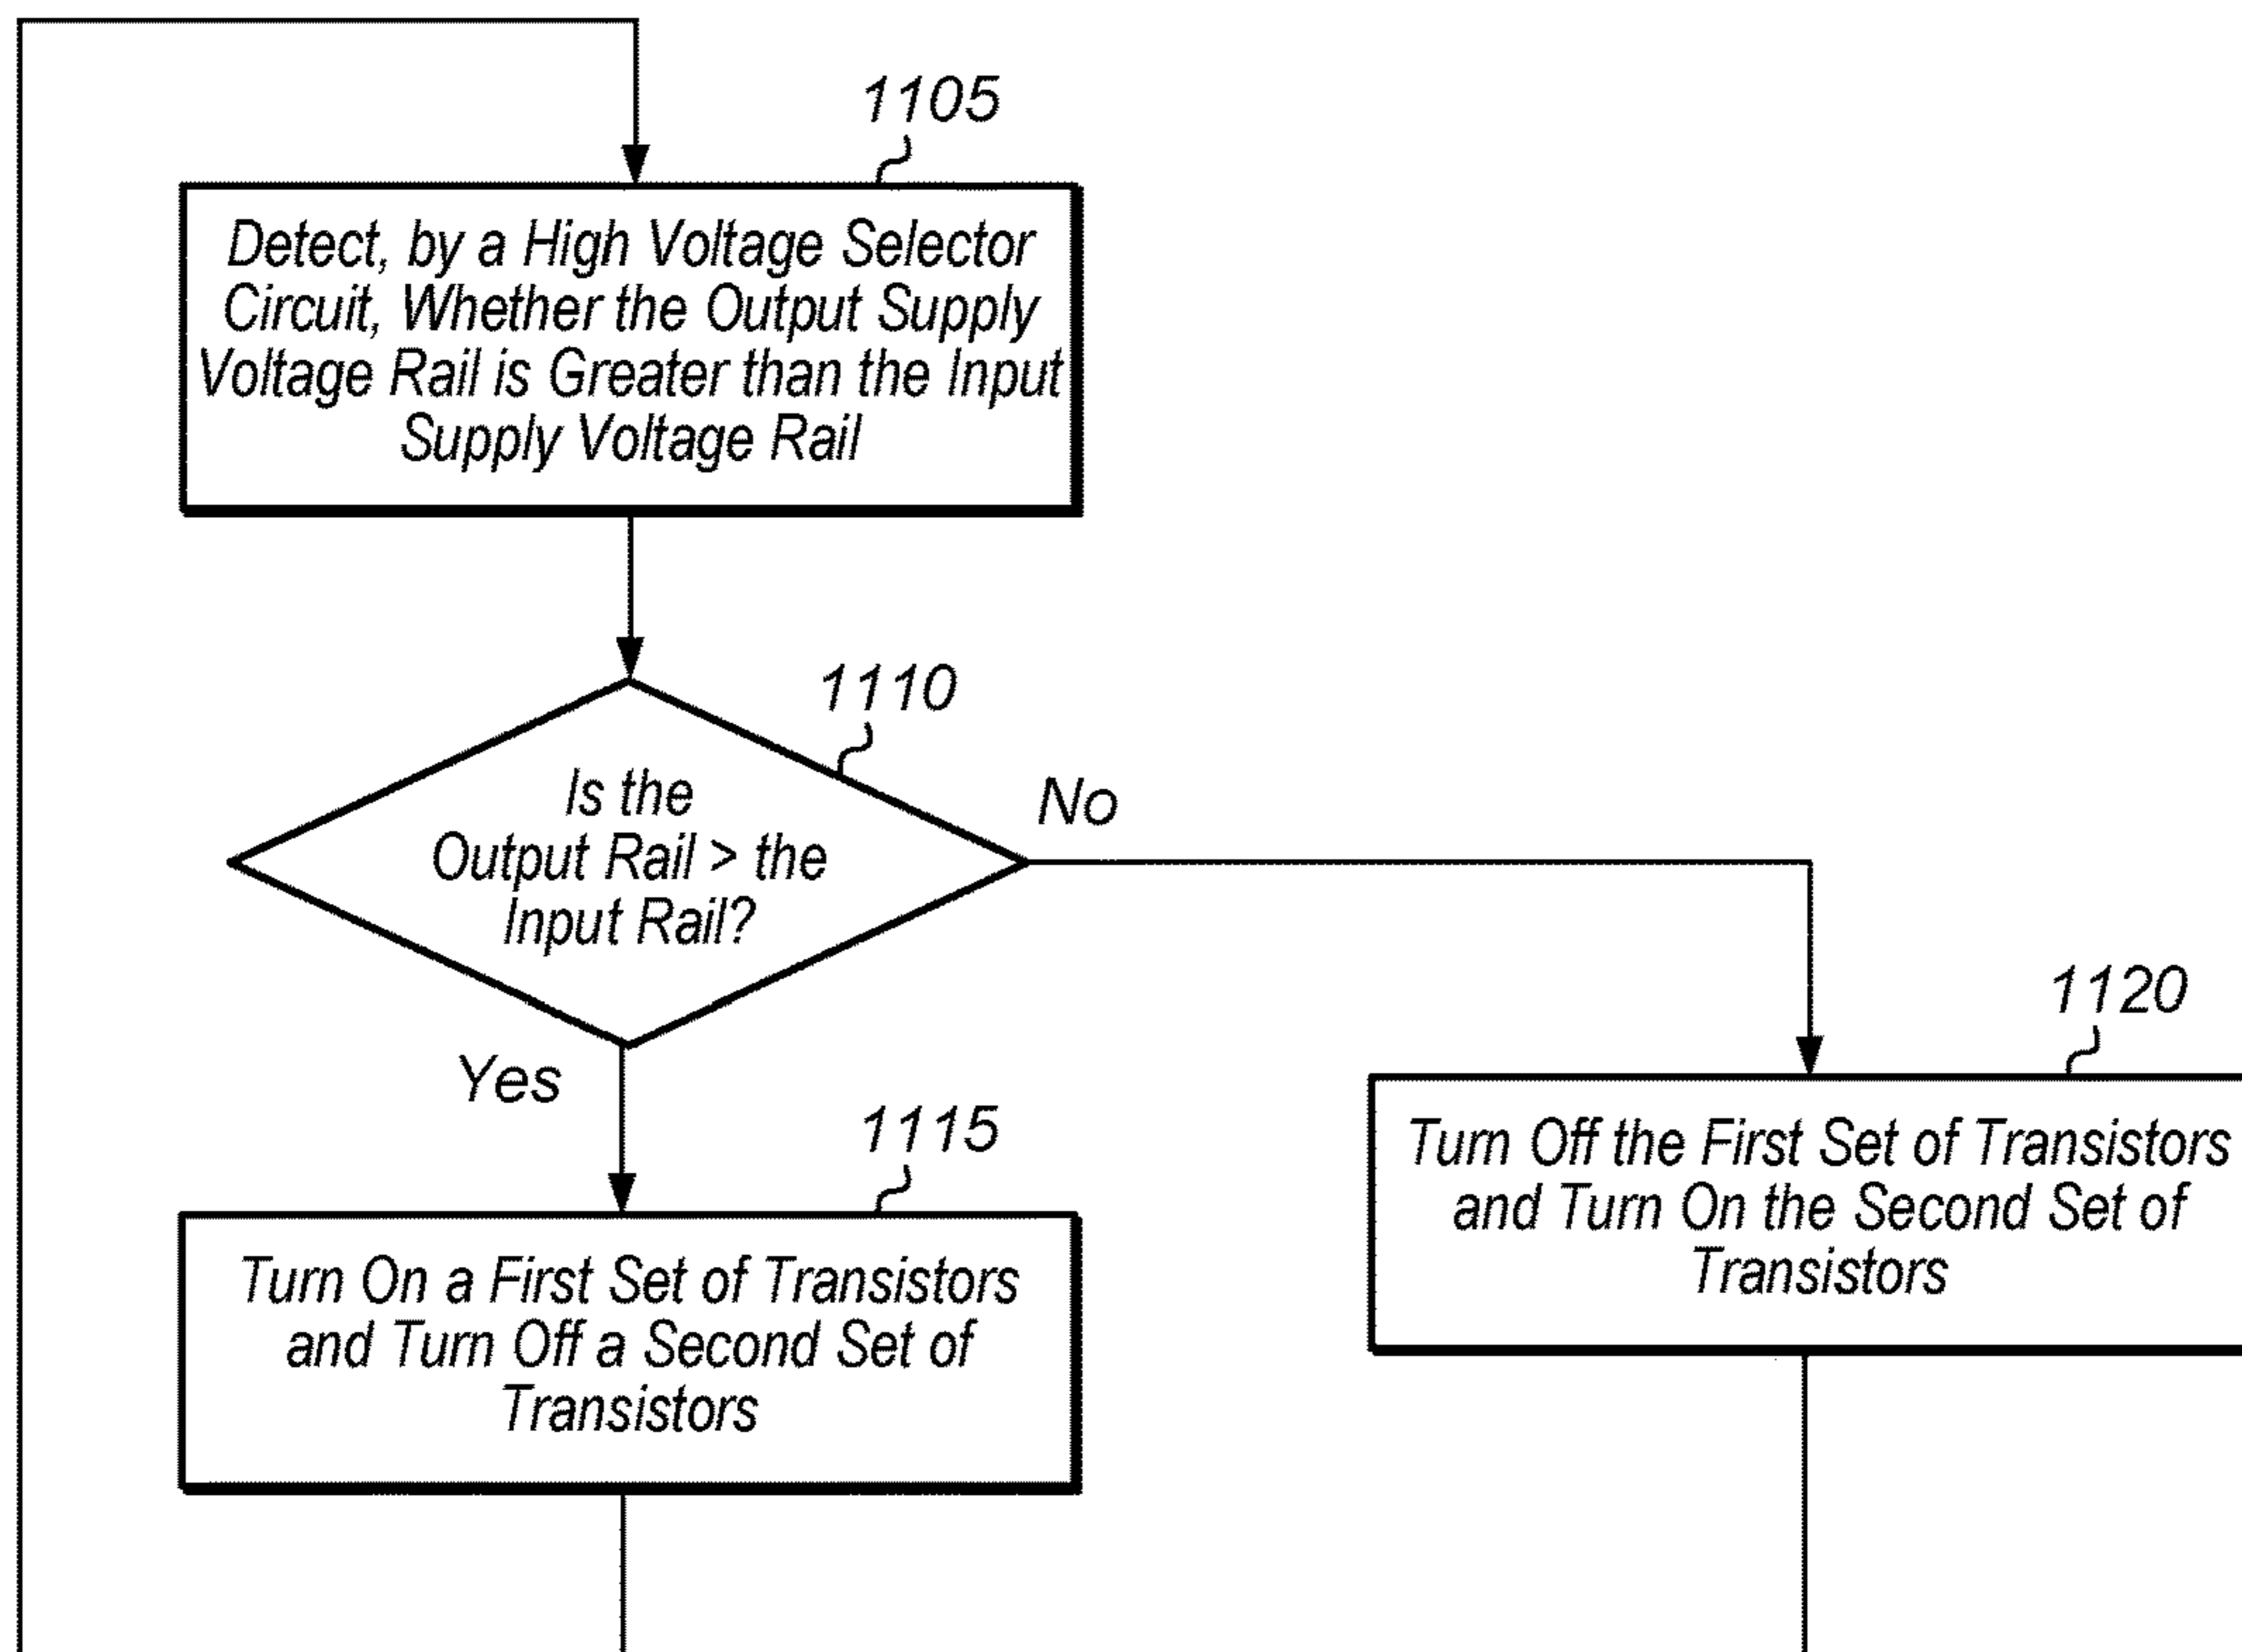 1105
Detect, by a High Voltage Selector
Circuit, Whether the Output Supply
Voltage Rail is Greater than the Input
Supply Voltage Rail
1110
Is the
Output Rail > the
Input Rail?
No
Yes
1120
Turn Off the First Set of Transistors
and Turn On the Second Set of
Transistors
1115
Turn On a First Set of Transistors
and Turn Off a Second Set of
Transistors